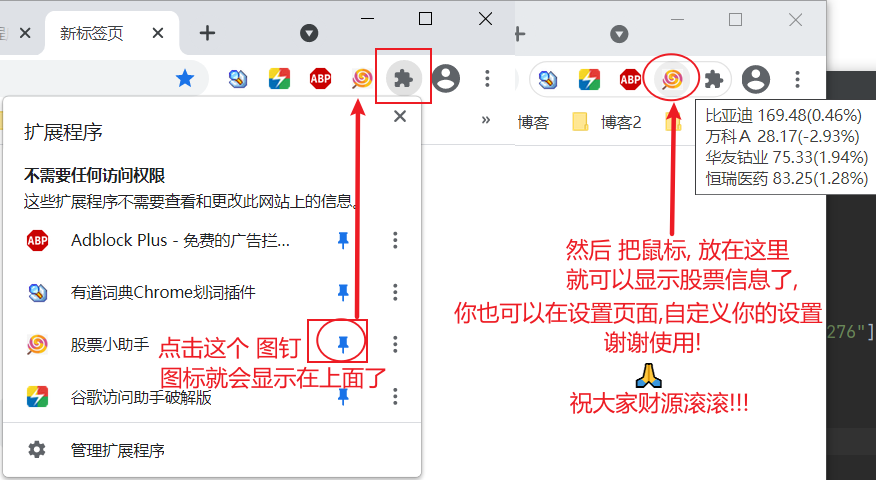 新标签页
ABP
ABP
扩展程序
»
博客
博客2
比亚迪 169.48(0.46%)
万科A 28.17(-2.93%)
华友钴业 75.33(1.94%)
恒瑞医药 83.25(1.28%)
不需要任何访问权限
这些扩展程序不需要查看和更改此网站上的信息。
ABP
Adblock Plus - 免费的广告拦...
有道词典Chrome划词插件
股票小助手
点击这个 图钉
图标就会显示在上面了
谷歌访问助手破解版
管理扩展程序
然后 把鼠标, 放在这里
就可以显示股票信息了,
你也可以在设置页面,自定义你的设置
谢谢使用!
🙏
祝大家财源滚滚!!!
276"]